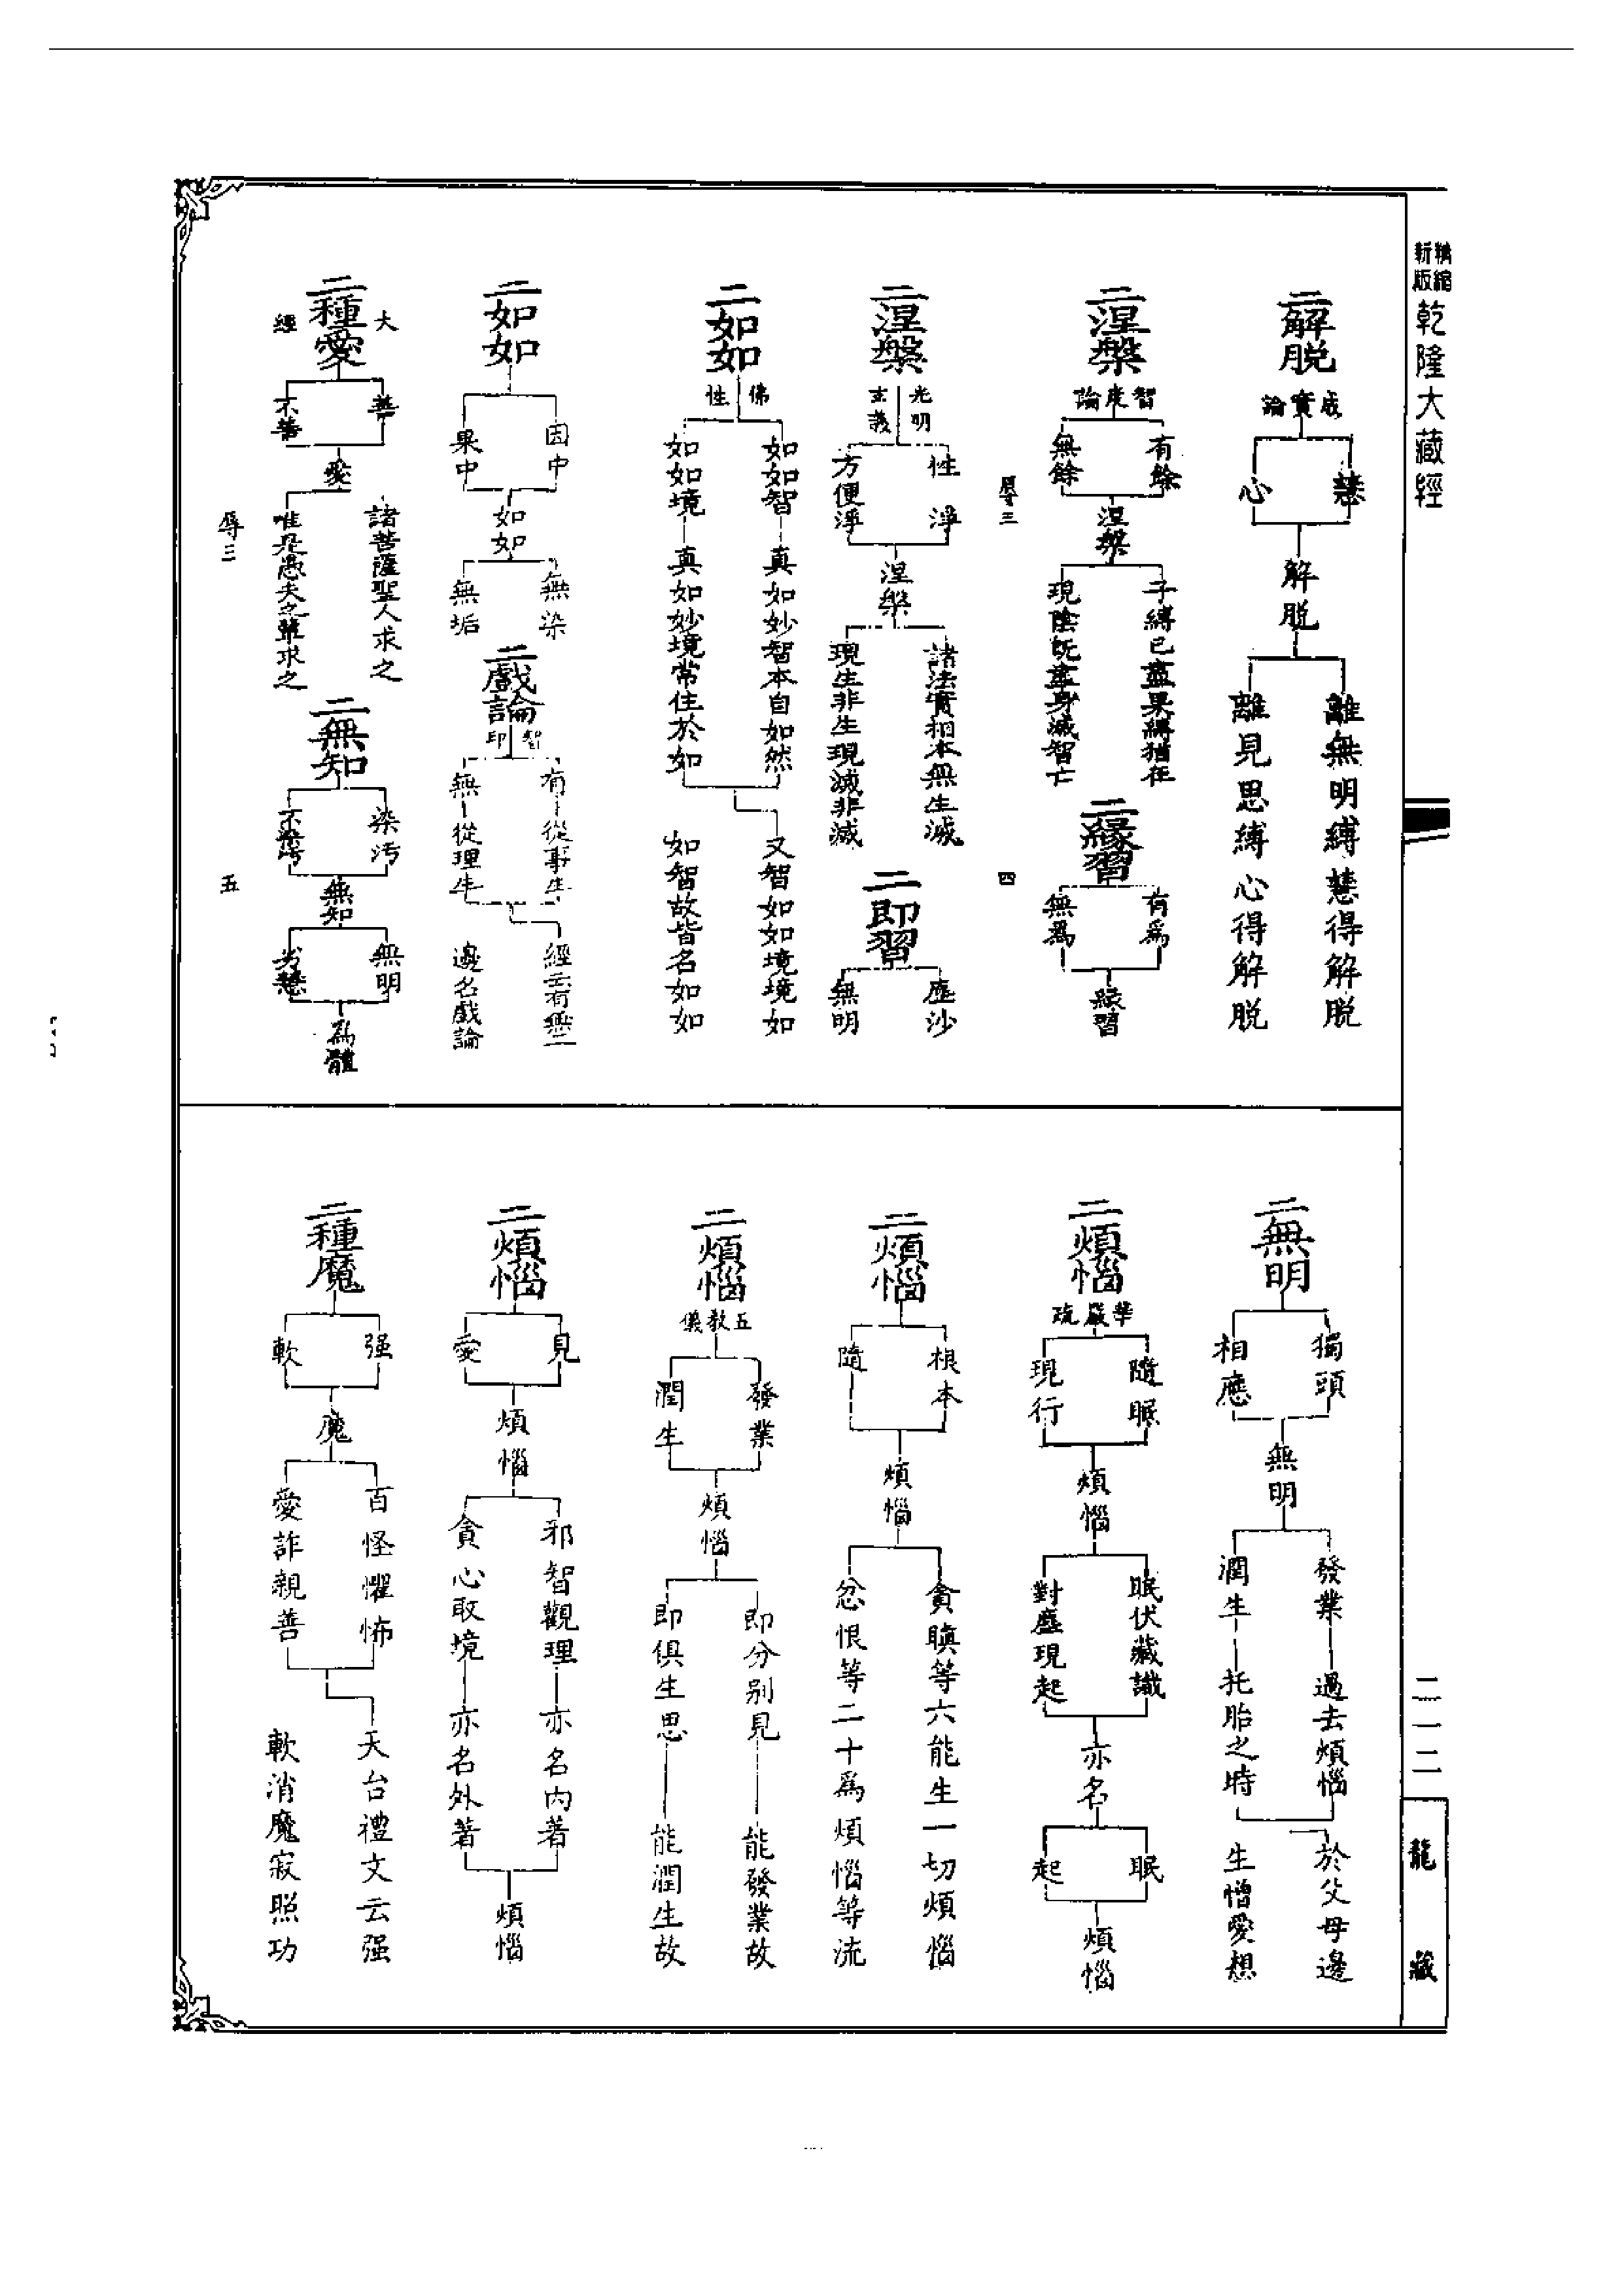 精縮
新版
乾隆大藏經
二一二
龍藏
二解脫
成實論
慧
心
解脫
離無明縛慧得解脫
離見思縛心得解脫
二涅槃
智度論
有餘
無餘
涅槃
子縛已盡果縛猶在
現陰既盡身滅智亡
二緣習
有爲
無爲
緣習
辱三
四
二涅槃
光明
玄義
性淨
方便淨
涅槃
諸法實相本無生滅
現生非生現滅非滅
二即習
塵沙
無明
二如如
佛性
如如智
真如妙智本自如然
如如境
真如妙境常住於如
又智如如境境如
如智故皆名如如
二如如
因中
果中
如如
無染
無垢
二戲論
智印
有
從事生
無
從理生
經云有無二
邊名戲論
二種愛
大經
善
不善
愛
諸菩薩聖人求之
唯是愚夫之輩求之
二無知
染汚
不染汚
無知
無明
劣慧
爲體
辱三
五
二無明
獨頭
相應
無明
發業
過去煩惱
潤生
托胎之時
於父母邊
生憎愛想
二煩惱
華嚴疏
隨眠
現行
煩惱
眠伏藏識
對塵現起
亦名
眠
起
煩惱
二煩惱
根本
隨
煩惱
貪瞋等六能生一切煩惱
忿恨等二十爲煩惱等流
二煩惱
五教儀
發業
潤生
煩惱
即分别見
能發業故
即俱生思
能潤生故
二煩惱
見
愛
煩惱
邪智觀理
亦名內著
貪心取境
亦名外著
煩惱
二種魔
强
軟
魔
百怪懼怖
愛詐親善
天台禮文云强
軟消魔寂照功